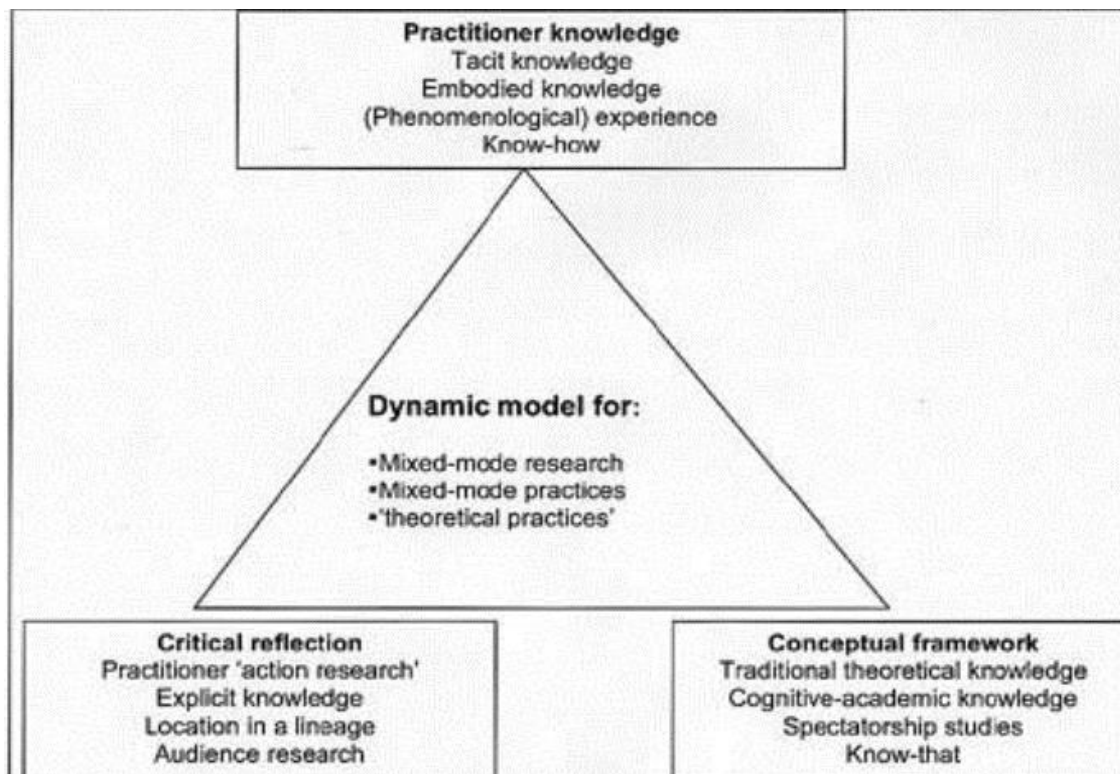 Practitioner knowledge
Tacit knowledge
Embodied knowledge
(Phenomenological) experience
Know-how
Dynamic model for:
•Mixed-mode research
•Mixed-mode practices
•'theoretical practices'
Critical reflection
Practitioner 'action research'
Explicit knowledge
Location in a lineage
Audience research
Conceptual framework
Traditional theoretical knowledge
Cognitive-academic knowledge
Spectatorship studies
Know-that